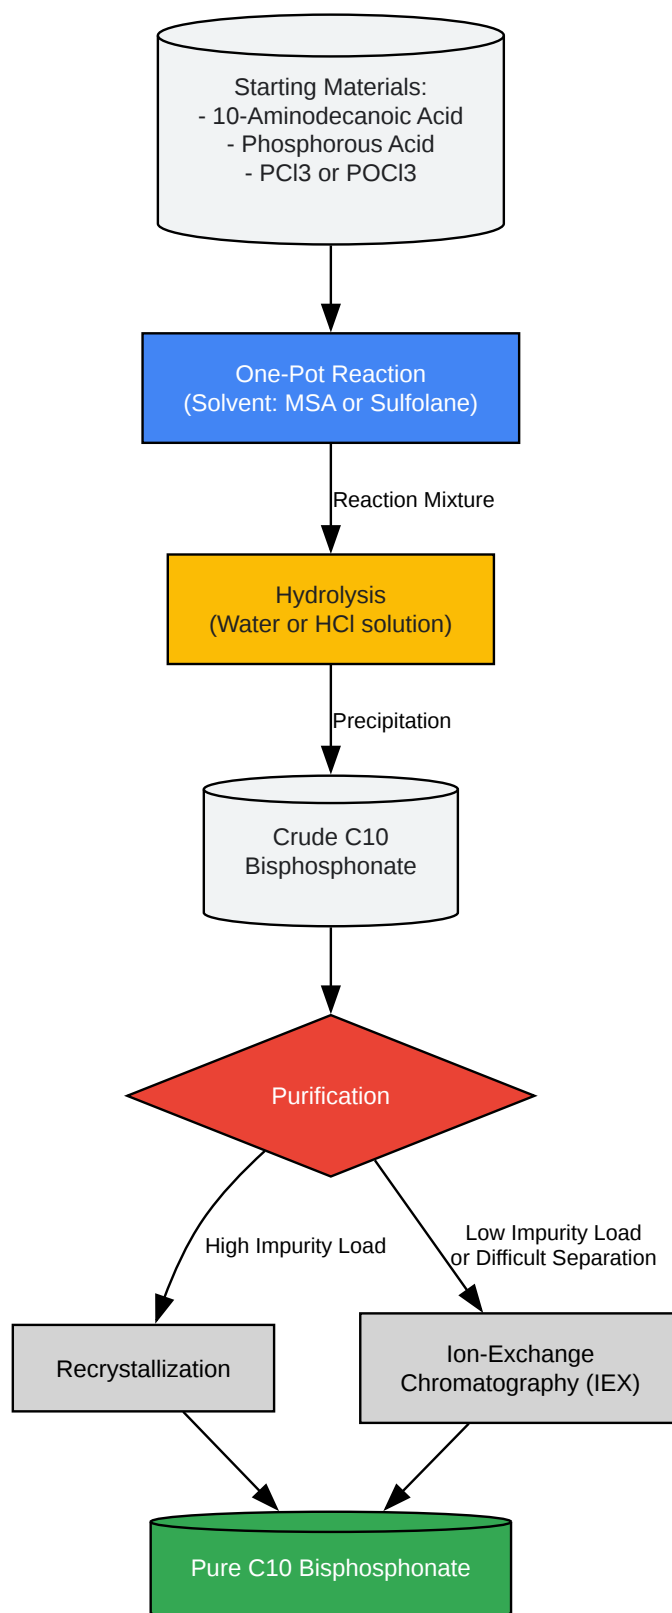 Starting Materials:
- 10-Aminodecanoic Acid
- Phosphorous Acid
- PCl3 or POCl3
One-Pot Reaction
(Solvent: MSA or Sulfolane)
Reaction Mixture
Hydrolysis
(Water or HCl solution)
Precipitation
Crude C10
Bisphosphonate
Purification
High Impurity Load
Low Impurity Load
or Difficult Separation
Recrystallization
Ion-Exchange
Chromatography (IEX)
Pure C10 Bisphosphonate